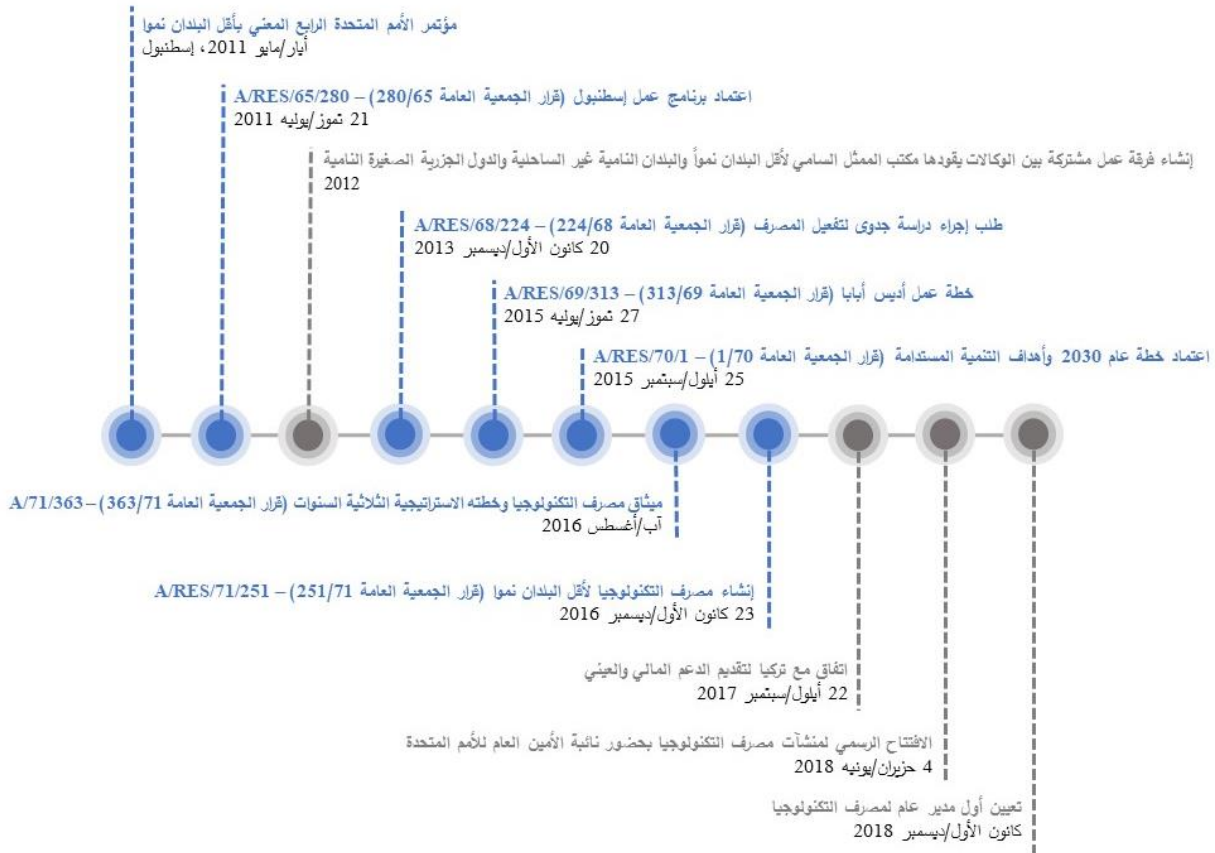 مؤتمر الأمم المتحدة الرابع المعني بأقل البلدان نموا
أيار/مايو 2011، إسطنبول
اعتماد برنامج عمل إسطنبول (قرار الجمعية العامة 280/65) – A/RES/65/280
21 تموز/يوليه 2011
إنشاء فرقة عمل مشتركة بين الوكالات يقودها مكتب الممثل السامي لأقل البلدان نمواً والبلدان النامية غير الساحلية والدول الجزرية الصغيرة النامية
2012
طلب إجراء دراسة جدوى لتفعيل المصرف (قرار الجمعية العامة 224/68) – A/RES/68/224
20 كانون الأول/ديسمبر 2013
خطة عمل أديس أبابا (قرار الجمعية العامة 313/69) – A/RES/69/313
27 تموز/يوليه 2015
اعتماد خطة عام 2030 وأهداف التنمية المستدامة (قرار الجمعية العامة 1/70) – A/RES/70/1
25 أيلول/سبتمبر 2015
ميثاق مصرف التكنولوجيا وخطته الاستراتيجية الثلاثية السنوات (قرار الجمعية العامة 363/71) – A/71/363
آب/أغسطس 2016
إنشاء مصرف التكنولوجيا لأقل البلدان نموا (قرار الجمعية العامة 251/71) – A/RES/71/251
23 كانون الأول/ديسمبر 2016
اتفاق مع تركيا لتقديم الدعم المالي والعيني
22 أيلول/سبتمبر 2017
الافتتاح الرسمي لمنشآت مصرف التكنولوجيا بحضور نائبة الأمين العام للأمم المتحدة
4 حزيران/يونيه 2018
تعيين أول مدير عام لمصرف التكنولوجيا
كانون الأول/ديسمبر 2018